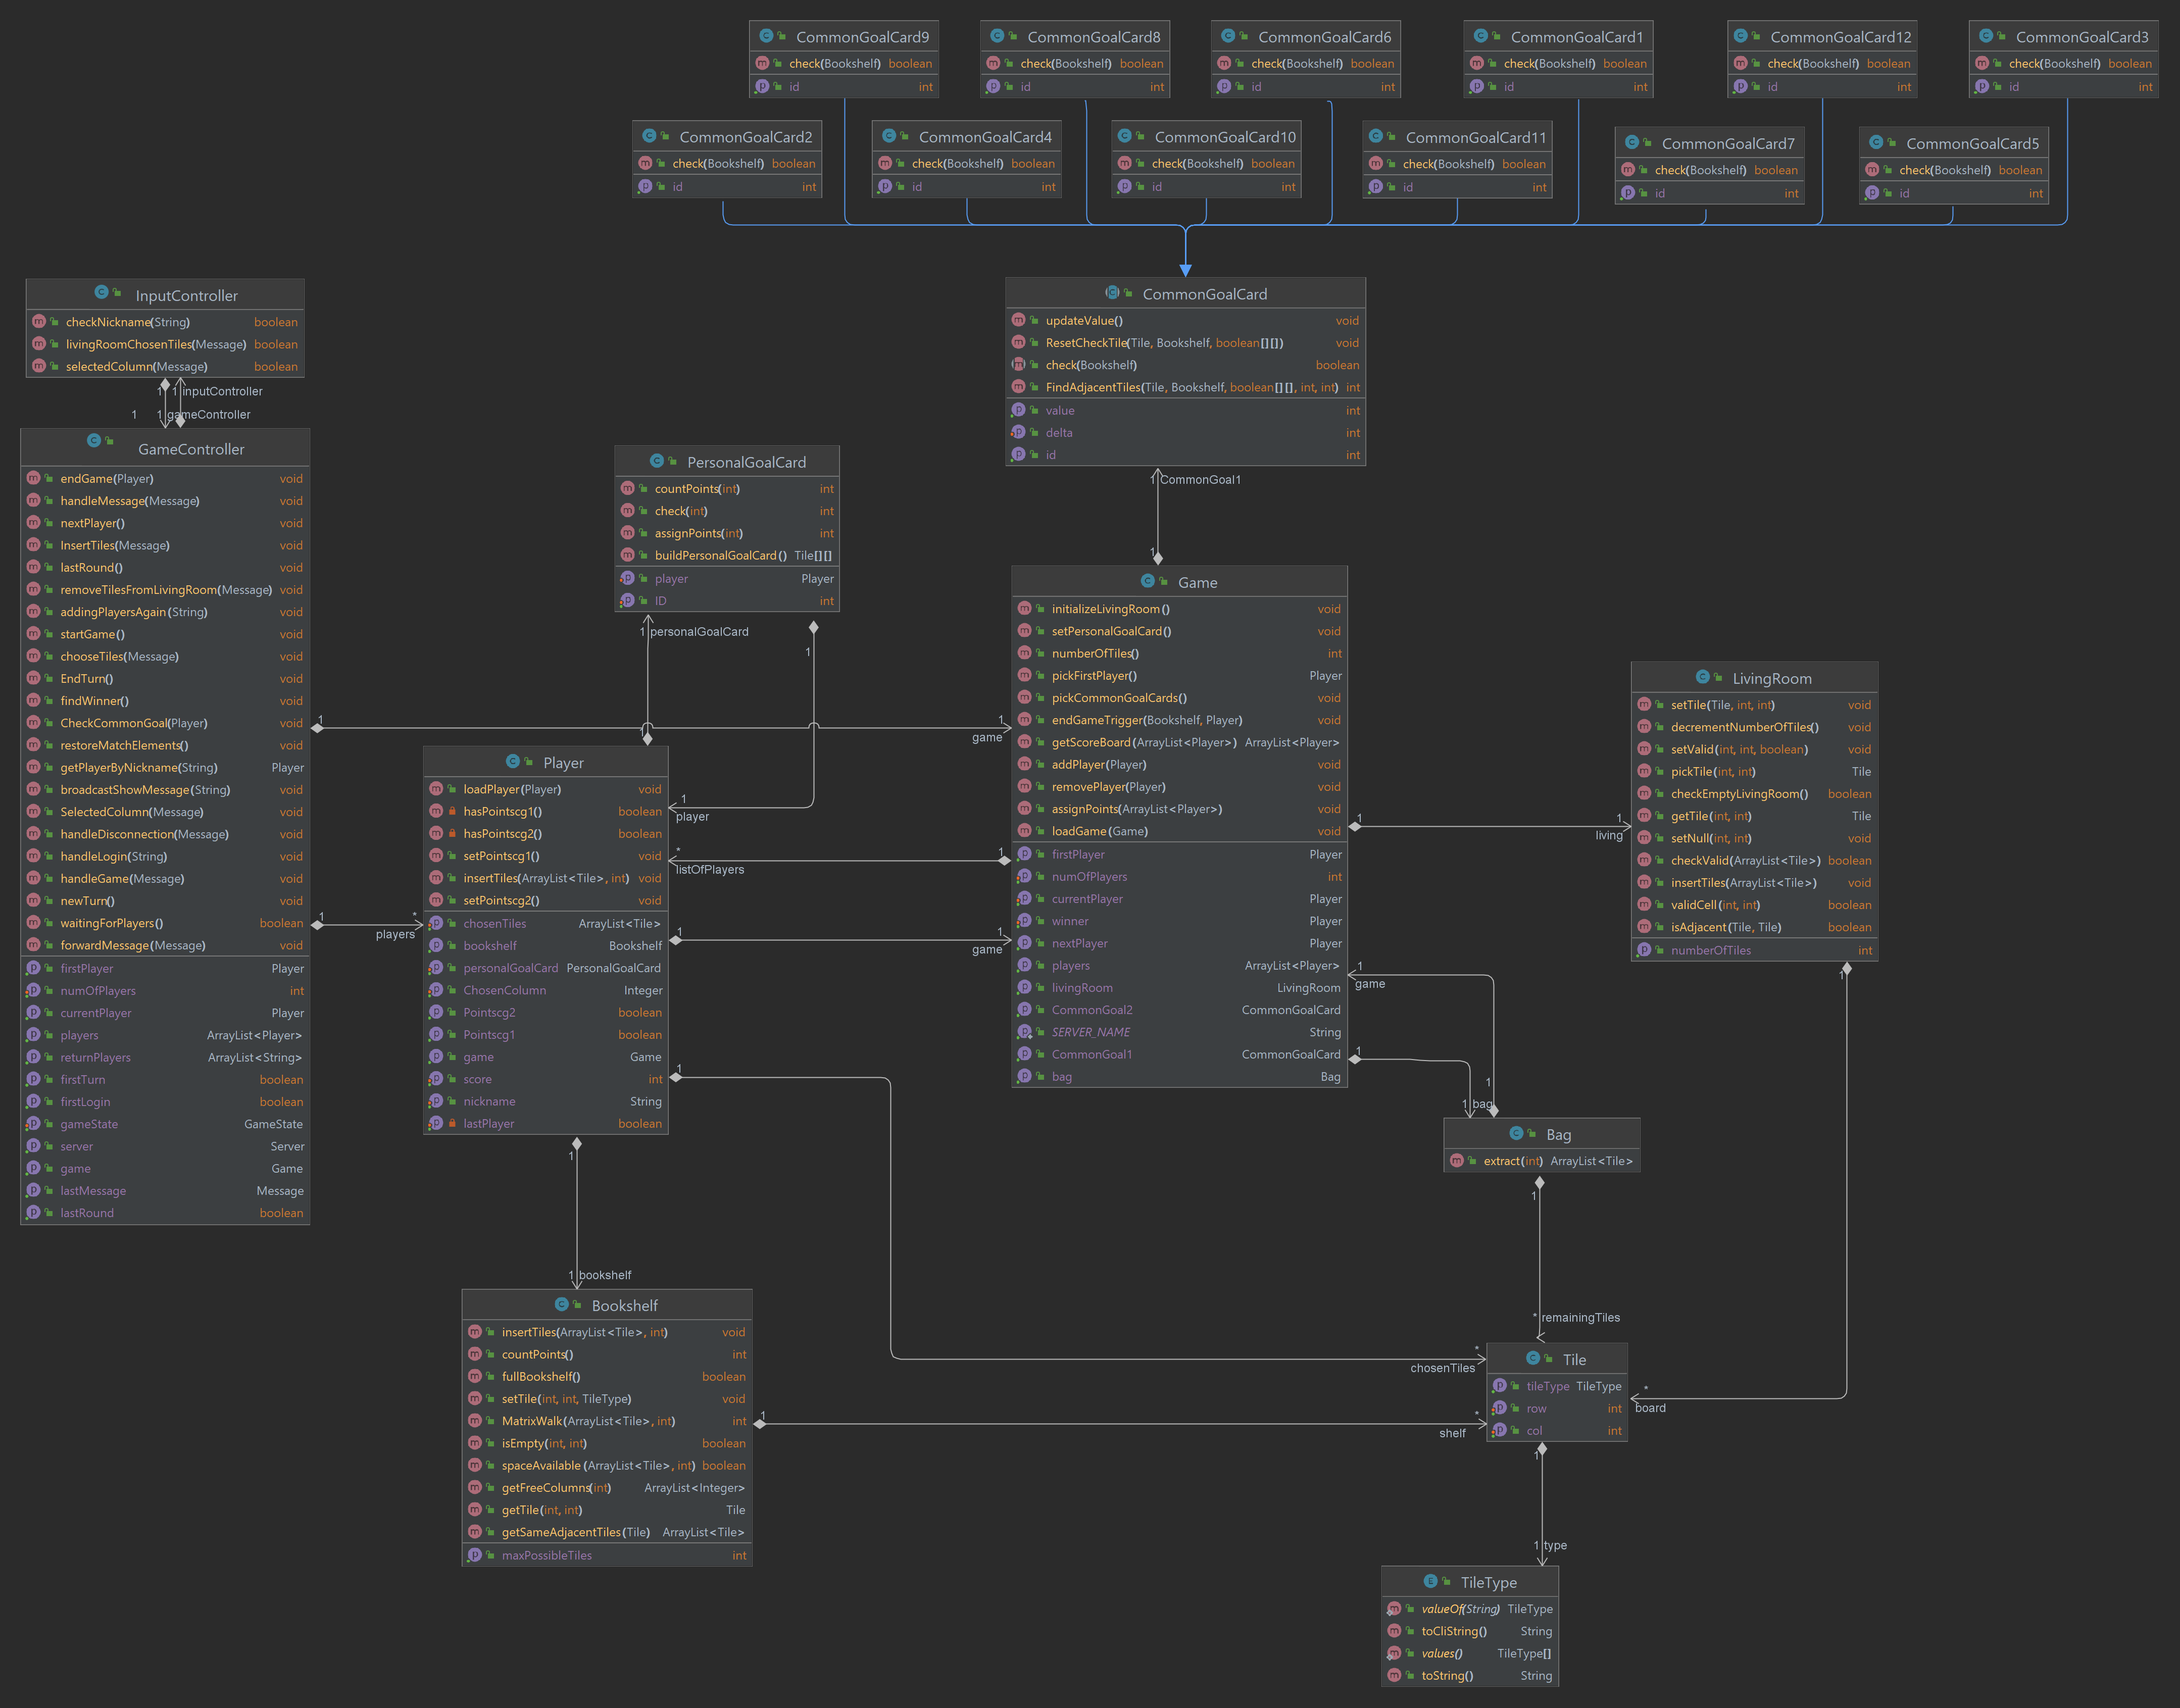 CommonGoalCard9
check(Bookshelf) boolean
id int
CommonGoalCard8
check(Bookshelf) boolean
id int
CommonGoalCard6
check(Bookshelf) boolean
id int
CommonGoalCard1
check(Bookshelf) boolean
id int
CommonGoalCard12
check(Bookshelf) boolean
id int
CommonGoalCard3
check(Bookshelf) boolean
id int
CommonGoalCard2
check(Bookshelf) boolean
id int
CommonGoalCard4
check(Bookshelf) boolean
id int
CommonGoalCard10
check(Bookshelf) boolean
id int
CommonGoalCard11
check(Bookshelf) boolean
id int
CommonGoalCard7
check(Bookshelf) boolean
id int
CommonGoalCard5
check(Bookshelf) boolean
id int
InputController
checkNickname(String) boolean
livingRoomChosenTiles(Message) boolean
selectedColumn(Message) boolean
1 1 inputController
1 1 gameController
GameController
endGame(Player) void
handleMessage(Message) void
nextPlayer() void
InsertTiles(Message) void
lastRound() void
removeTilesFromLivingRoom(Message) void
addingPlayersAgain(String) void
startGame() void
chooseTiles(Message) void
EndTurn() void
findWinner() void
CheckCommonGoal(Player) void
restoreMatchElements() void
getPlayerByNickname(String) Player
broadcastShowMessage(String) void
SelectedColumn(Message) void
handleDisconnection(Message) void
handleLogin(String) void
handleGame(Message) void
newTurn() void
waitingForPlayers() boolean
forwardMessage(Message) void
firstPlayer Player
numOfPlayers int
currentPlayer Player
players ArrayList<Player>
returnPlayers ArrayList<String>
firstTurn boolean
firstLogin boolean
gameState GameState
server Server
game Game
lastMessage Message
lastRound boolean
CommonGoalCard
updateValue() void
ResetCheckTile(Tile, Bookshelf, boolean[][]) void
check(Bookshelf) boolean
FindAdjacentTiles(Tile, Bookshelf, boolean[][], int, int) int
value int
delta int
id int
1 CommonGoal1
1
PersonalGoalCard
countPoints(int) int
check(int) int
assignPoints(int) int
buildPersonalGoalCard() Tile[][]
player Player
ID int
1 personalGoalCard
1
1
1
1
game
1
player
*
listOfPlayers
1
1
*
players
1
1
game
1
Player
loadPlayer(Player) void
hasPointscg1() boolean
hasPointscg2() boolean
setPointscg1() void
insertTiles(ArrayList<Tile>, int) void
setPointscg2() void
chosenTiles ArrayList<Tile>
bookshelf Bookshelf
personalGoalCard PersonalGoalCard
ChosenColumn Integer
Pointscg2 boolean
Pointscg1 boolean
game Game
score int
nickname String
lastPlayer boolean
1
1 bookshelf
Game
initializeLivingRoom() void
setPersonalGoalCard() void
numberOfTiles() int
pickFirstPlayer() Player
pickCommonGoalCards() void
endGameTrigger(Bookshelf, Player) void
getScoreBoard(ArrayList<Player>) ArrayList<Player>
addPlayer(Player) void
removePlayer(Player) void
assignPoints(ArrayList<Player>) void
loadGame(Game) void
firstPlayer Player
numOfPlayers int
currentPlayer Player
winner Player
nextPlayer Player
players ArrayList<Player>
livingRoom LivingRoom
CommonGoal2 CommonGoalCard
SERVER_NAME String
CommonGoal1 CommonGoalCard
bag Bag
1
1
living
1
game
1
1
1 bag
LivingRoom
setTile(Tile, int, int) void
decrementNumberOfTiles() void
setValid(int, int, boolean) void
pickTile(int, int) Tile
checkEmptyLivingRoom() boolean
getTile(int, int) Tile
setNull(int, int) void
checkValid(ArrayList<Tile>) boolean
insertTiles(ArrayList<Tile>) void
validCell(int, int) boolean
isAdjacent(Tile, Tile) boolean
numberOfTiles int
1
Bag
extract(int) ArrayList<Tile>
1
* remainingTiles
Bookshelf
insertTiles(ArrayList<Tile>, int) void
countPoints() int
fullBookshelf() boolean
setTile(int, int, TileType) void
MatrixWalk(ArrayList<Tile>, int) int
isEmpty(int, int) boolean
spaceAvailable(ArrayList<Tile>, int) boolean
getFreeColumns(int) ArrayList<Integer>
getTile(int, int) Tile
getSameAdjacentTiles(Tile) ArrayList<Tile>
maxPossibleTiles int
1
*
chosenTiles
1
*
shelf
Tile
tileType TileType
row int
col int
*
board
1
1 type
TileType
valueOf(String) TileType
toCliString() String
values() TileType[]
toString() String